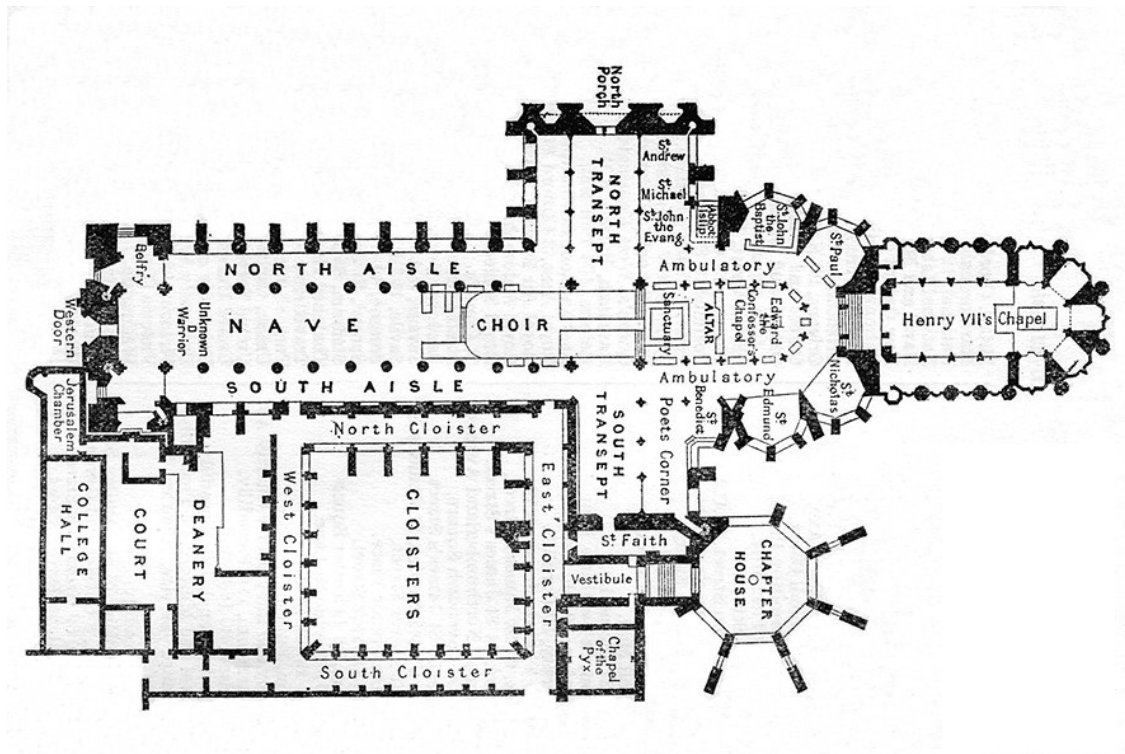 North
Porch
St
Andrew
St
Michael
St John
the
Evang.
NORTH
TRANSEPT
Abbot
Islip
St John
the
Baptist
St Paul
Belf'y
NORTH AISLE
Ambulatory
Western
Door
Unknown
Warrior
NAVE
CHOIR
Sanctuary
ALTAR
Edward
the
Confessors
Chapel
Henry VII's Chapel
SOUTH AISLE
Ambulatory
St
Nicholas
St
Edmund
St
Benedict
Jerusalem
Chamber
North Cloister
SOUTH
TRANSEPT
Poets Corner
COLLEGE
HALL
COURT
DEANERY
West Cloister
CLOISTERS
East Cloister
St Faith
Vestibule
CHAPTER
HOUSE
Chapel
of the
Pyx
South Cloister